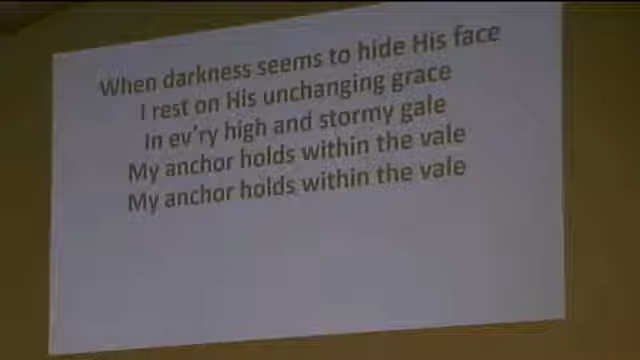 When darkness seems to hide His face
I rest on His unchanging grace
In ev'ry high and stormy gale
My anchor holds within the vale
My anchor holds within the vale